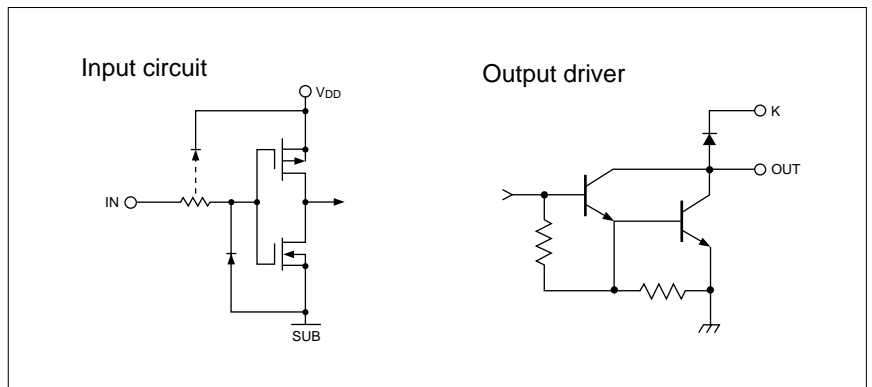 Input circuit
Output driver
VDD
K
OUT
IN
SUB